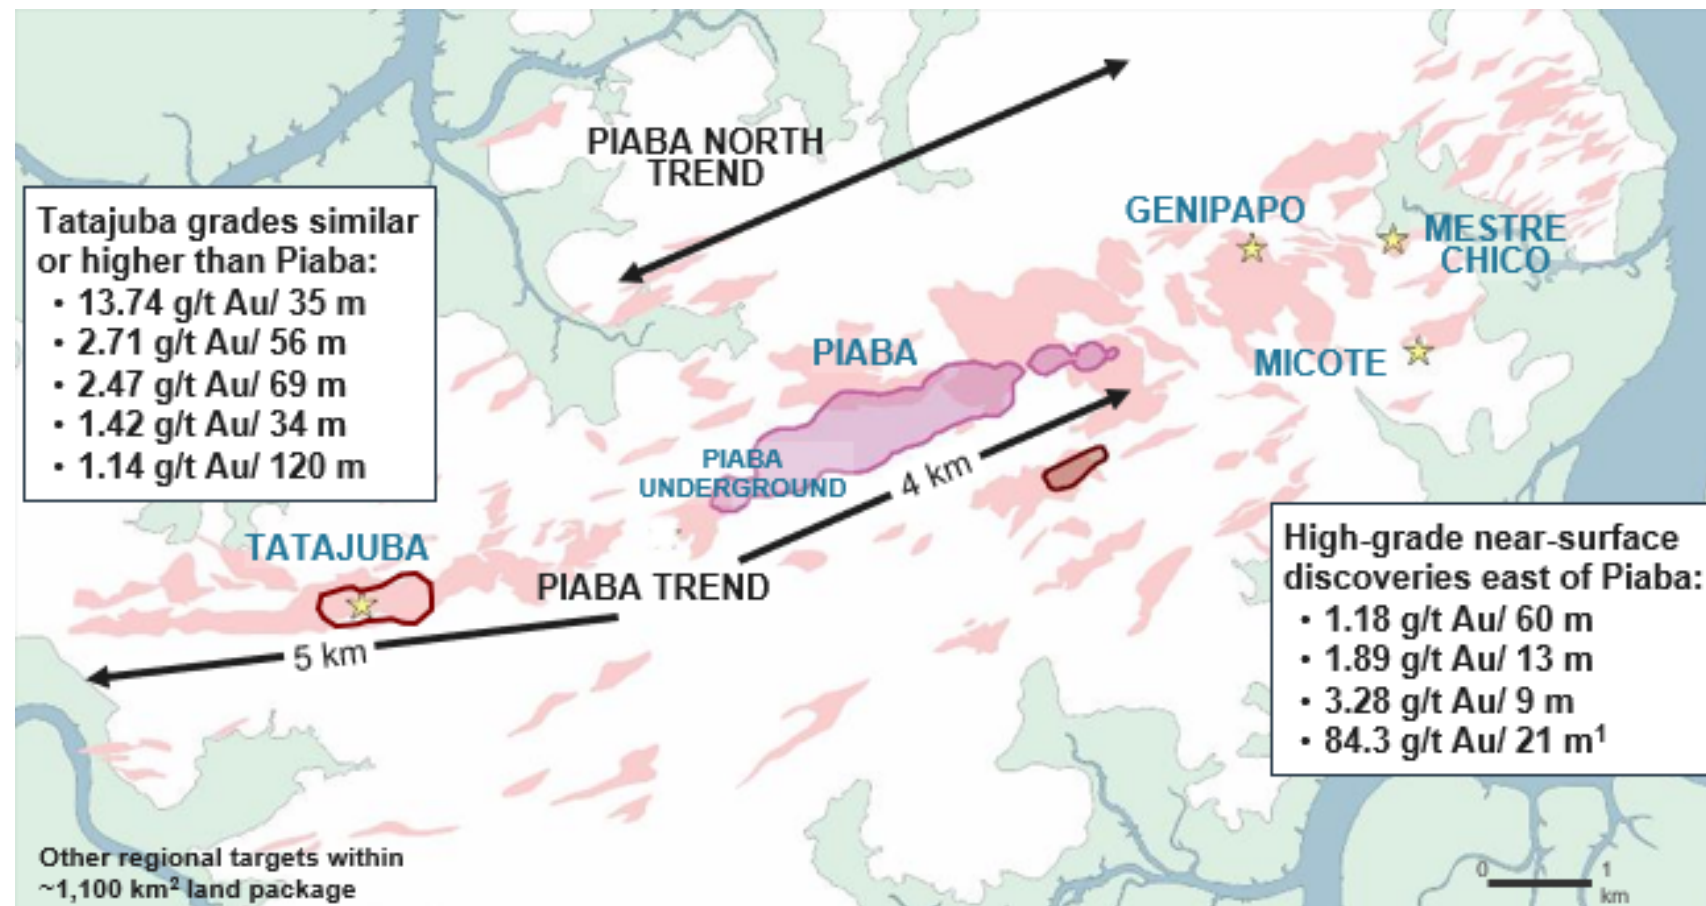 PIABA NORTH
TREND
Tatajuba grades similar
or higher than Piaba:
• 13.74 g/t Au/ 35 m
• 2.71 g/t Au/ 56 m
• 2.47 g/t Au/ 69 m
• 1.42 g/t Au/ 34 m
• 1.14 g/t Au/ 120 m
GENIPAPO
MESTRE
CHICO
PIABA
MICOTE
PIABA
UNDERGROUND
4 km
TATAJUBA
PIABA TREND
5 km
High-grade near-surface
discoveries east of Piaba:
• 1.18 g/t Au/ 60 m
• 1.89 g/t Au/ 13 m
• 3.28 g/t Au/ 9 m
• 84.3 g/t Au/ 21 m¹
Other regional targets within
~1,100 km² land package
0 1
km